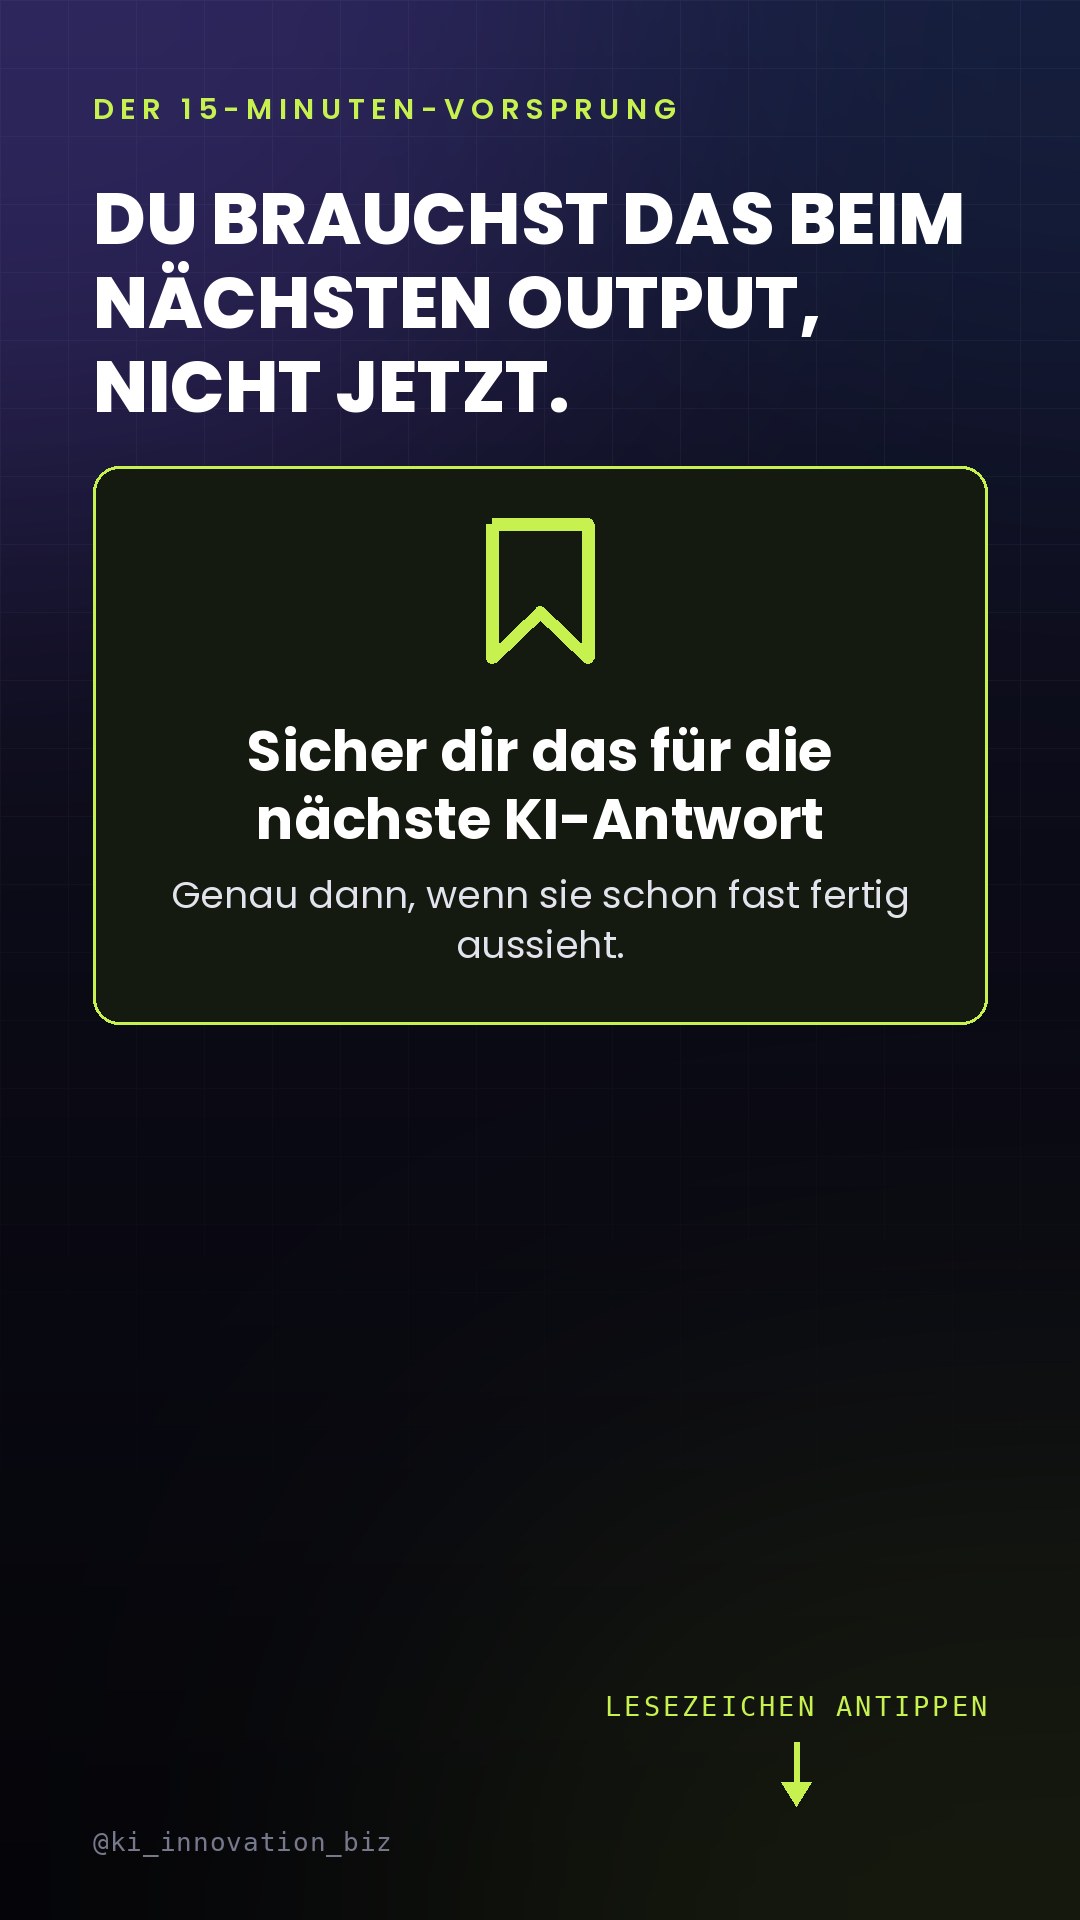 DER 15-MINUTEN-VORSPRUNG
DU BRAUCHST DAS BEIM
NÄCHSTEN OUTPUT,
NICHT JETZT.
Sicher dir das für die
nächste KI-Antwort
Genau dann, wenn sie schon fast fertig
aussieht.
LESEZEICHEN ANTIPPEN
@ki_innovation_biz